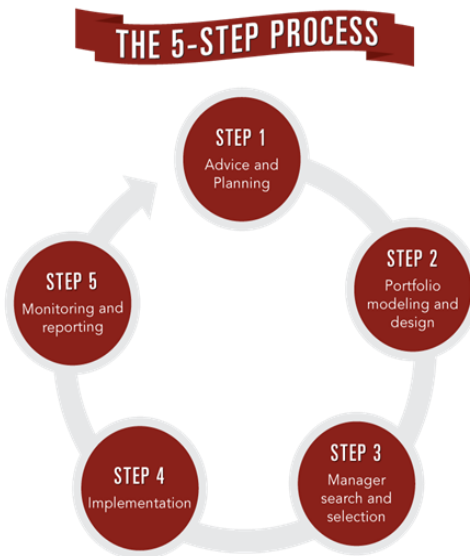 THE 5-STEP PROCESS
STEP 1
Advice and
Planning
STEP 2
Portfolio
modeling and
design
STEP 3
Manager
search and
selection
STEP 4
Implementation
STEP 5
Monitoring and
reporting